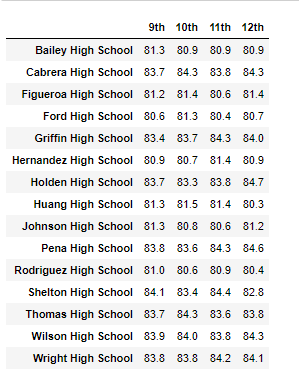 9th 10th 11th 12th
Bailey High School 81.3 80.9 80.9 80.9
Cabrera High School 83.7 84.3 83.8 84.3
Figueroa High School 81.2 81.4 80.6 81.4
Ford High School 80.6 81.3 80.4 80.7
Griffin High School 83.4 83.7 84.3 84.0
Hernandez High School 80.9 80.7 81.4 80.9
Holden High School 83.7 83.3 83.8 84.7
Huang High School 81.3 81.5 81.4 80.3
Johnson High School 81.3 80.8 80.6 81.2
Pena High School 83.8 83.6 84.3 84.6
Rodriguez High School 81.0 80.6 80.9 80.4
Shelton High School 84.1 83.4 84.4 82.8
Thomas High School 83.7 84.3 83.6 83.8
Wilson High School 83.9 84.0 83.8 84.3
Wright High School 83.8 83.8 84.2 84.1